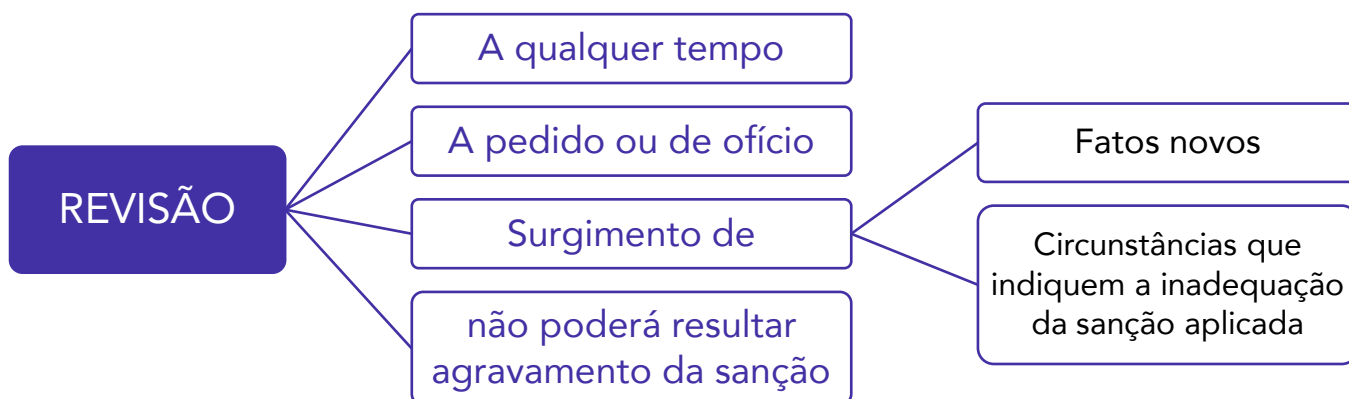 REVISÃO
A qualquer tempo
A pedido ou de ofício
Surgimento de
não poderá resultar
agravamento da sanção
Fatos novos
Circunstâncias que
indiquem a inadequação
da sanção aplicada